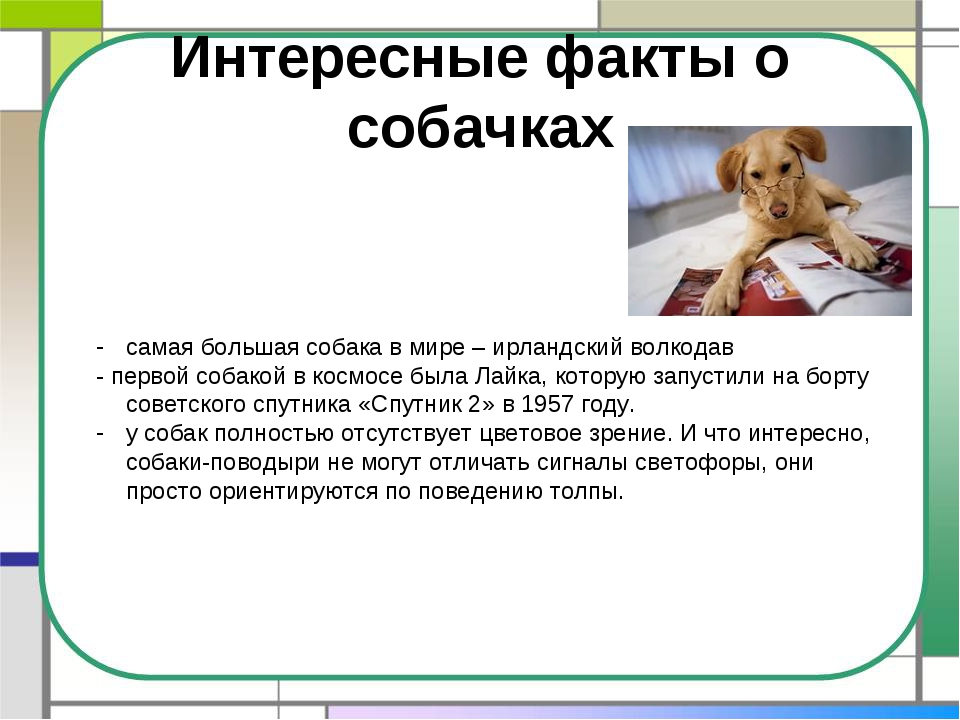 Интересные факты о
собачках
- самая большая собака в мире – ирландский волкодав
- первой собакой в космосе была Лайка, которую запустили на борту
советского спутника «Спутник 2» в 1957 году.
- у собак полностью отсутствует цветовое зрение. И что интересно,
собаки-поводыри не могут отличать сигналы светофоры, они
просто ориентируются по поведению толпы.